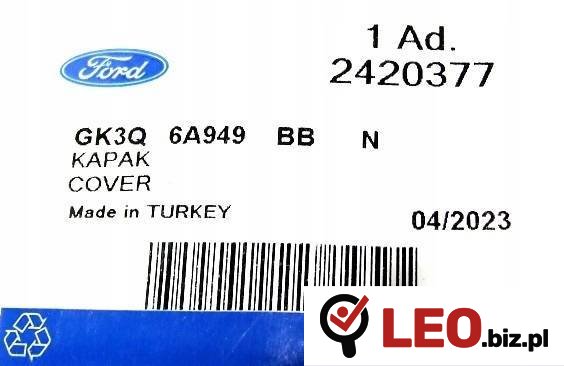 Ford
1 Ad.
2420377
GK3Q 6A949 BB N
KAPAK
COVER
Made in TURKEY
04/2023
LEO.biz.pl